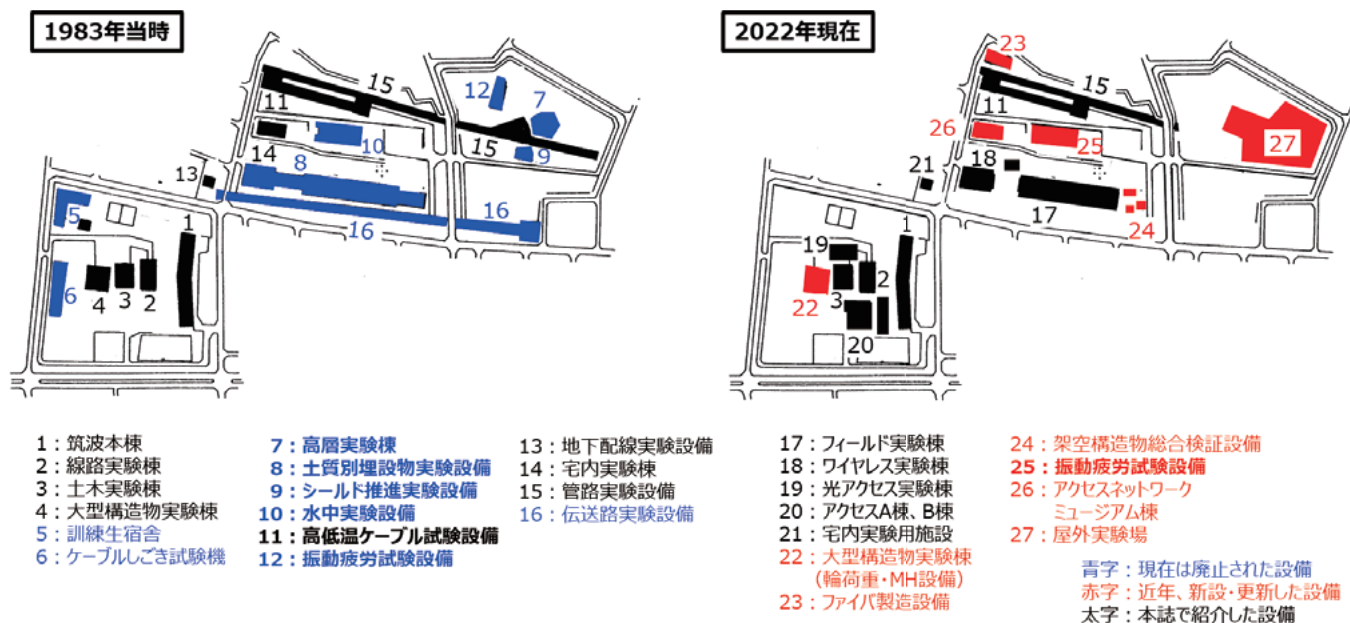 1983年当時
15
12
7
11
10
15
9
14
8
13
16
16
5
1
6
4
3
2
2022年現在
23
15
11
26
25
27
21
18
17
24
19
1
2
22
3
20
1：筑波本棟
2：線路実験棟
3：土木実験棟
4：大型構造物実験棟
5：訓練生宿舎
6：ケーブルしごき試験機
7：高層実験棟
8：土質別埋設物実験設備
9：シールド推進実験設備
10：水中実験設備
11：高低温ケーブル試験設備
12：振動疲労試験設備
13：地下配線実験設備
14：宅内実験棟
15：管路実験設備
16：伝送路実験設備
17：フィールド実験棟
18：ワイヤレス実験棟
19：光アクセス実験棟
20：アクセスA棟、B棟
21：宅内実験用施設
22：大型構造物実験棟
（輪荷重・MH設備）
23：ファイバ製造設備
24：架空構造物総合検証設備
25：振動疲労試験設備
26：アクセスネットワーク
ミュージアム棟
27：屋外実験場
青字：現在は廃止された設備
赤字：近年、新設・更新した設備
太字：本誌で紹介した設備